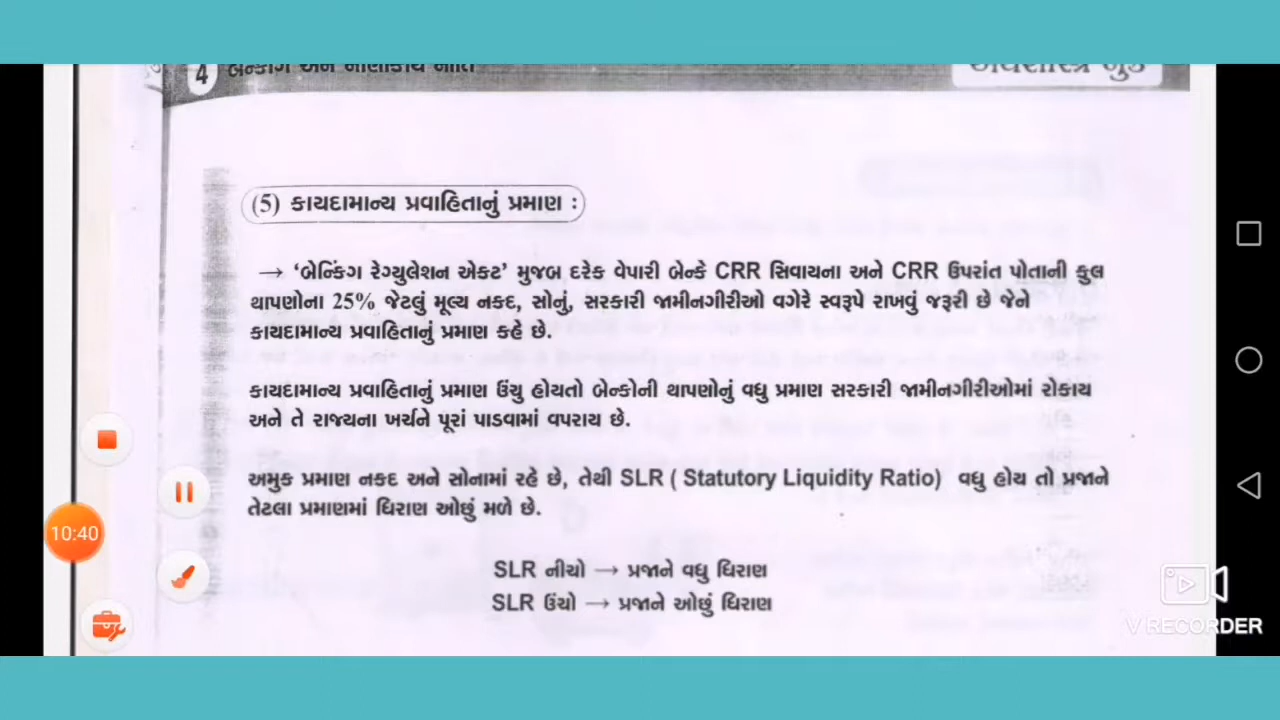 4 બેન્કીંગ અને નાણાકીય નીતિ
(5) કાયદામાન્ય પ્રવાહિતાનું પ્રમાણ :
→ ‘બેન્કિંગ રેગ્યુલેશન એકટ’ મુજબ દરેક વેપારી બેન્કે CRR સિવાયના અને CRR ઉપરાંત પોતાની કુલ
થાપણોના 25% જેટલું મૂલ્ય નકદ, સોનું, સરકારી જામીનગીરીઓ વગેરે સ્વરૂપે રાખવું જરૂરી છે જેને
કાયદામાન્ય પ્રવાહિતાનું પ્રમાણ કહે છે.
કાયદામાન્ય પ્રવાહિતાનું પ્રમાણ ઉંચુ હોયતો બેન્કોની થાપણોનું વધુ પ્રમાણ સરકારી જામીનગીરીઓમાં રોકાય
અને તે રાજ્યના ખર્ચને પૂરાં પાડવામાં વપરાય છે.
અમુક પ્રમાણ નકદ અને સોનામાં રહે છે, તેથી SLR ( Statutory Liquidity Ratio) વધુ હોય તો પ્રજાને
તેટલા પ્રમાણમાં ધિરાણ ઓછું મળે છે.
SLR નીચો → પ્રજાને વધુ ધિરાણ
SLR ઉંચો → પ્રજાને ઓછું ધિરાણ
10:40
V RECORDER